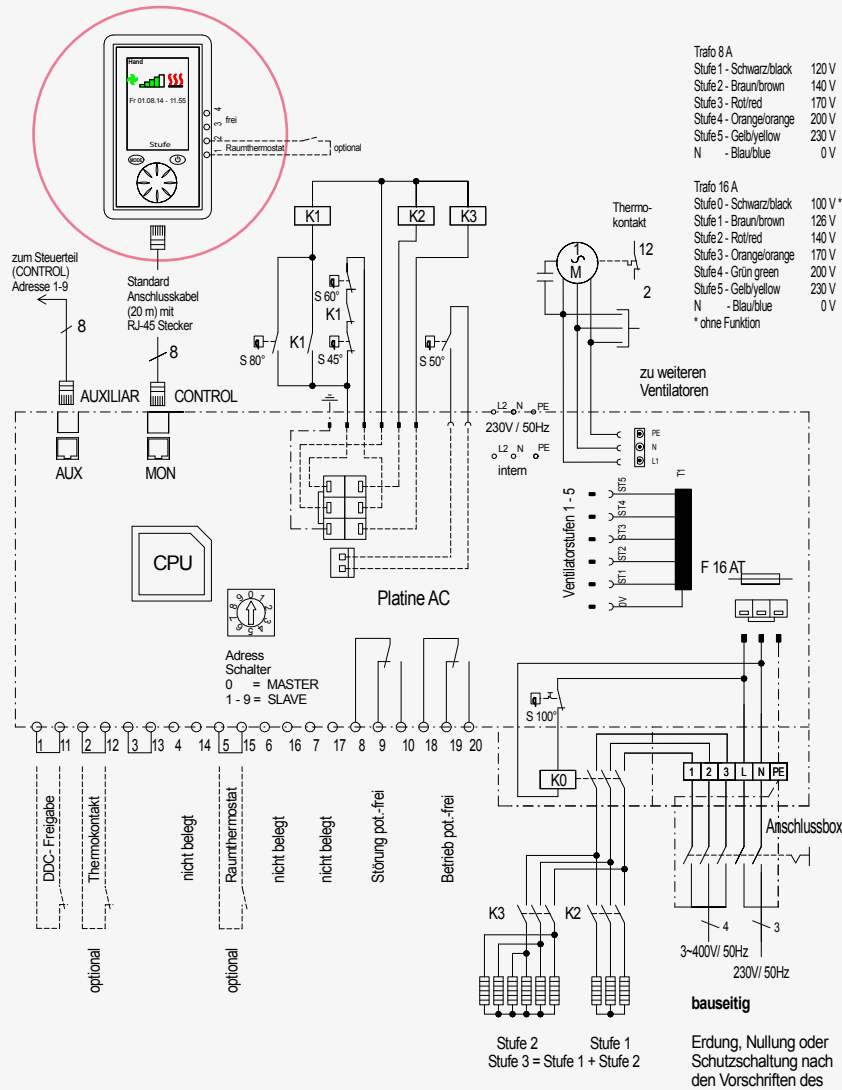 Hand
Fr 01.08.14 - 11.55
Stufe
MODE
4
3 frei
2
1 Raumthermostat
optional
Trafo 8 A
Stufe 1 - Schwarz/black 120 V
Stufe 2 - Braun/brown 140 V
Stufe 3 - Rot/red 170 V
Stufe 4 - Orange/orange 200 V
Stufe 5 - Gelb/yellow 230 V
N - Blau/blue 0 V
Trafo 16 A
Stufe 0 - Schwarz/black 100 V *
Stufe 1 - Braun/brown 126 V
Stufe 2 - Rot/red 140 V
Stufe 3 - Orange/orange 170 V
Stufe 4 - Grün green 200 V
Stufe 5 - Gelb/yellow 230 V
N - Blau/blue 0 V
* ohne Funktion
K1 K2 K3
Thermo-
kontakt
1
M
12
2
zum Steuerteil
(CONTROL)
Adresse 1-9
8
Standard
Anschlusskabel
(20 m) mit
RJ-45 Stecker
8
S 60°
K1
S 80°
K1
S 45°
S 50°
zu weiteren
Ventilatoren
AUXILIAR CONTROL
AUX MON
L2 N PE
230V / 50Hz
L2 N PE
intern
PE
N
L1
T1
Ventilatorstufen 1 - 5
ST5
ST4
ST3
ST2
ST1
0V
F 16 AT
CPU
Platine AC
0 1 2 3 4 5 6 7 8 9
Adress
Schalter
0 = MASTER
1 - 9 = SLAVE
S 100°
1 11 2 12 3 13 4 14 5 15 6 16 7 17 8 9 10 18 19 20
K0
1 2 3 L N PE
Anschlussbox
DDC- Freigabe
Thermokontakt
optional
nicht belegt
Raumthermostat
optional
nicht belegt
nicht belegt
Störung pot.-frei
Betrieb pot.-frei
K3 K2
4
3
3~400V/ 50Hz
230V/ 50Hz
bauseitig
Stufe 2 Stufe 1
Stufe 3 = Stufe 1 + Stufe 2
Erdung, Nullung oder
Schutzschaltung nach
den Vorschriften des